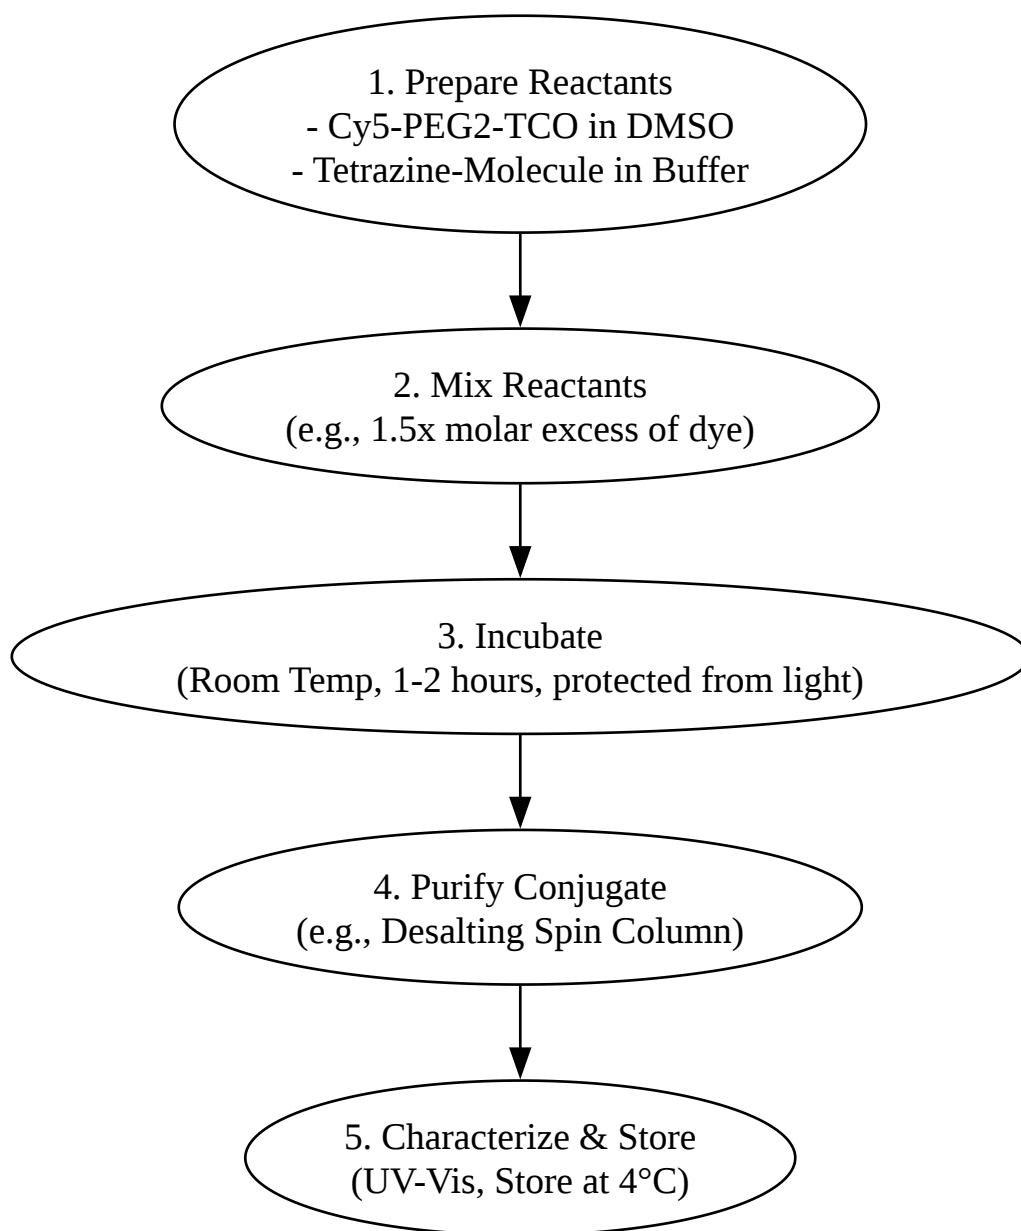 1. Prepare Reactants
- Cy5-PEG2-TCO in DMSO
- Tetrazine-Molecule in Buffer
2. Mix Reactants
(e.g., 1.5x molar excess of dye)
3. Incubate
(Room Temp, 1-2 hours, protected from light)
4. Purify Conjugate
(e.g., Desalting Spin Column)
5. Characterize & Store
(UV-Vis, Store at 4°C)